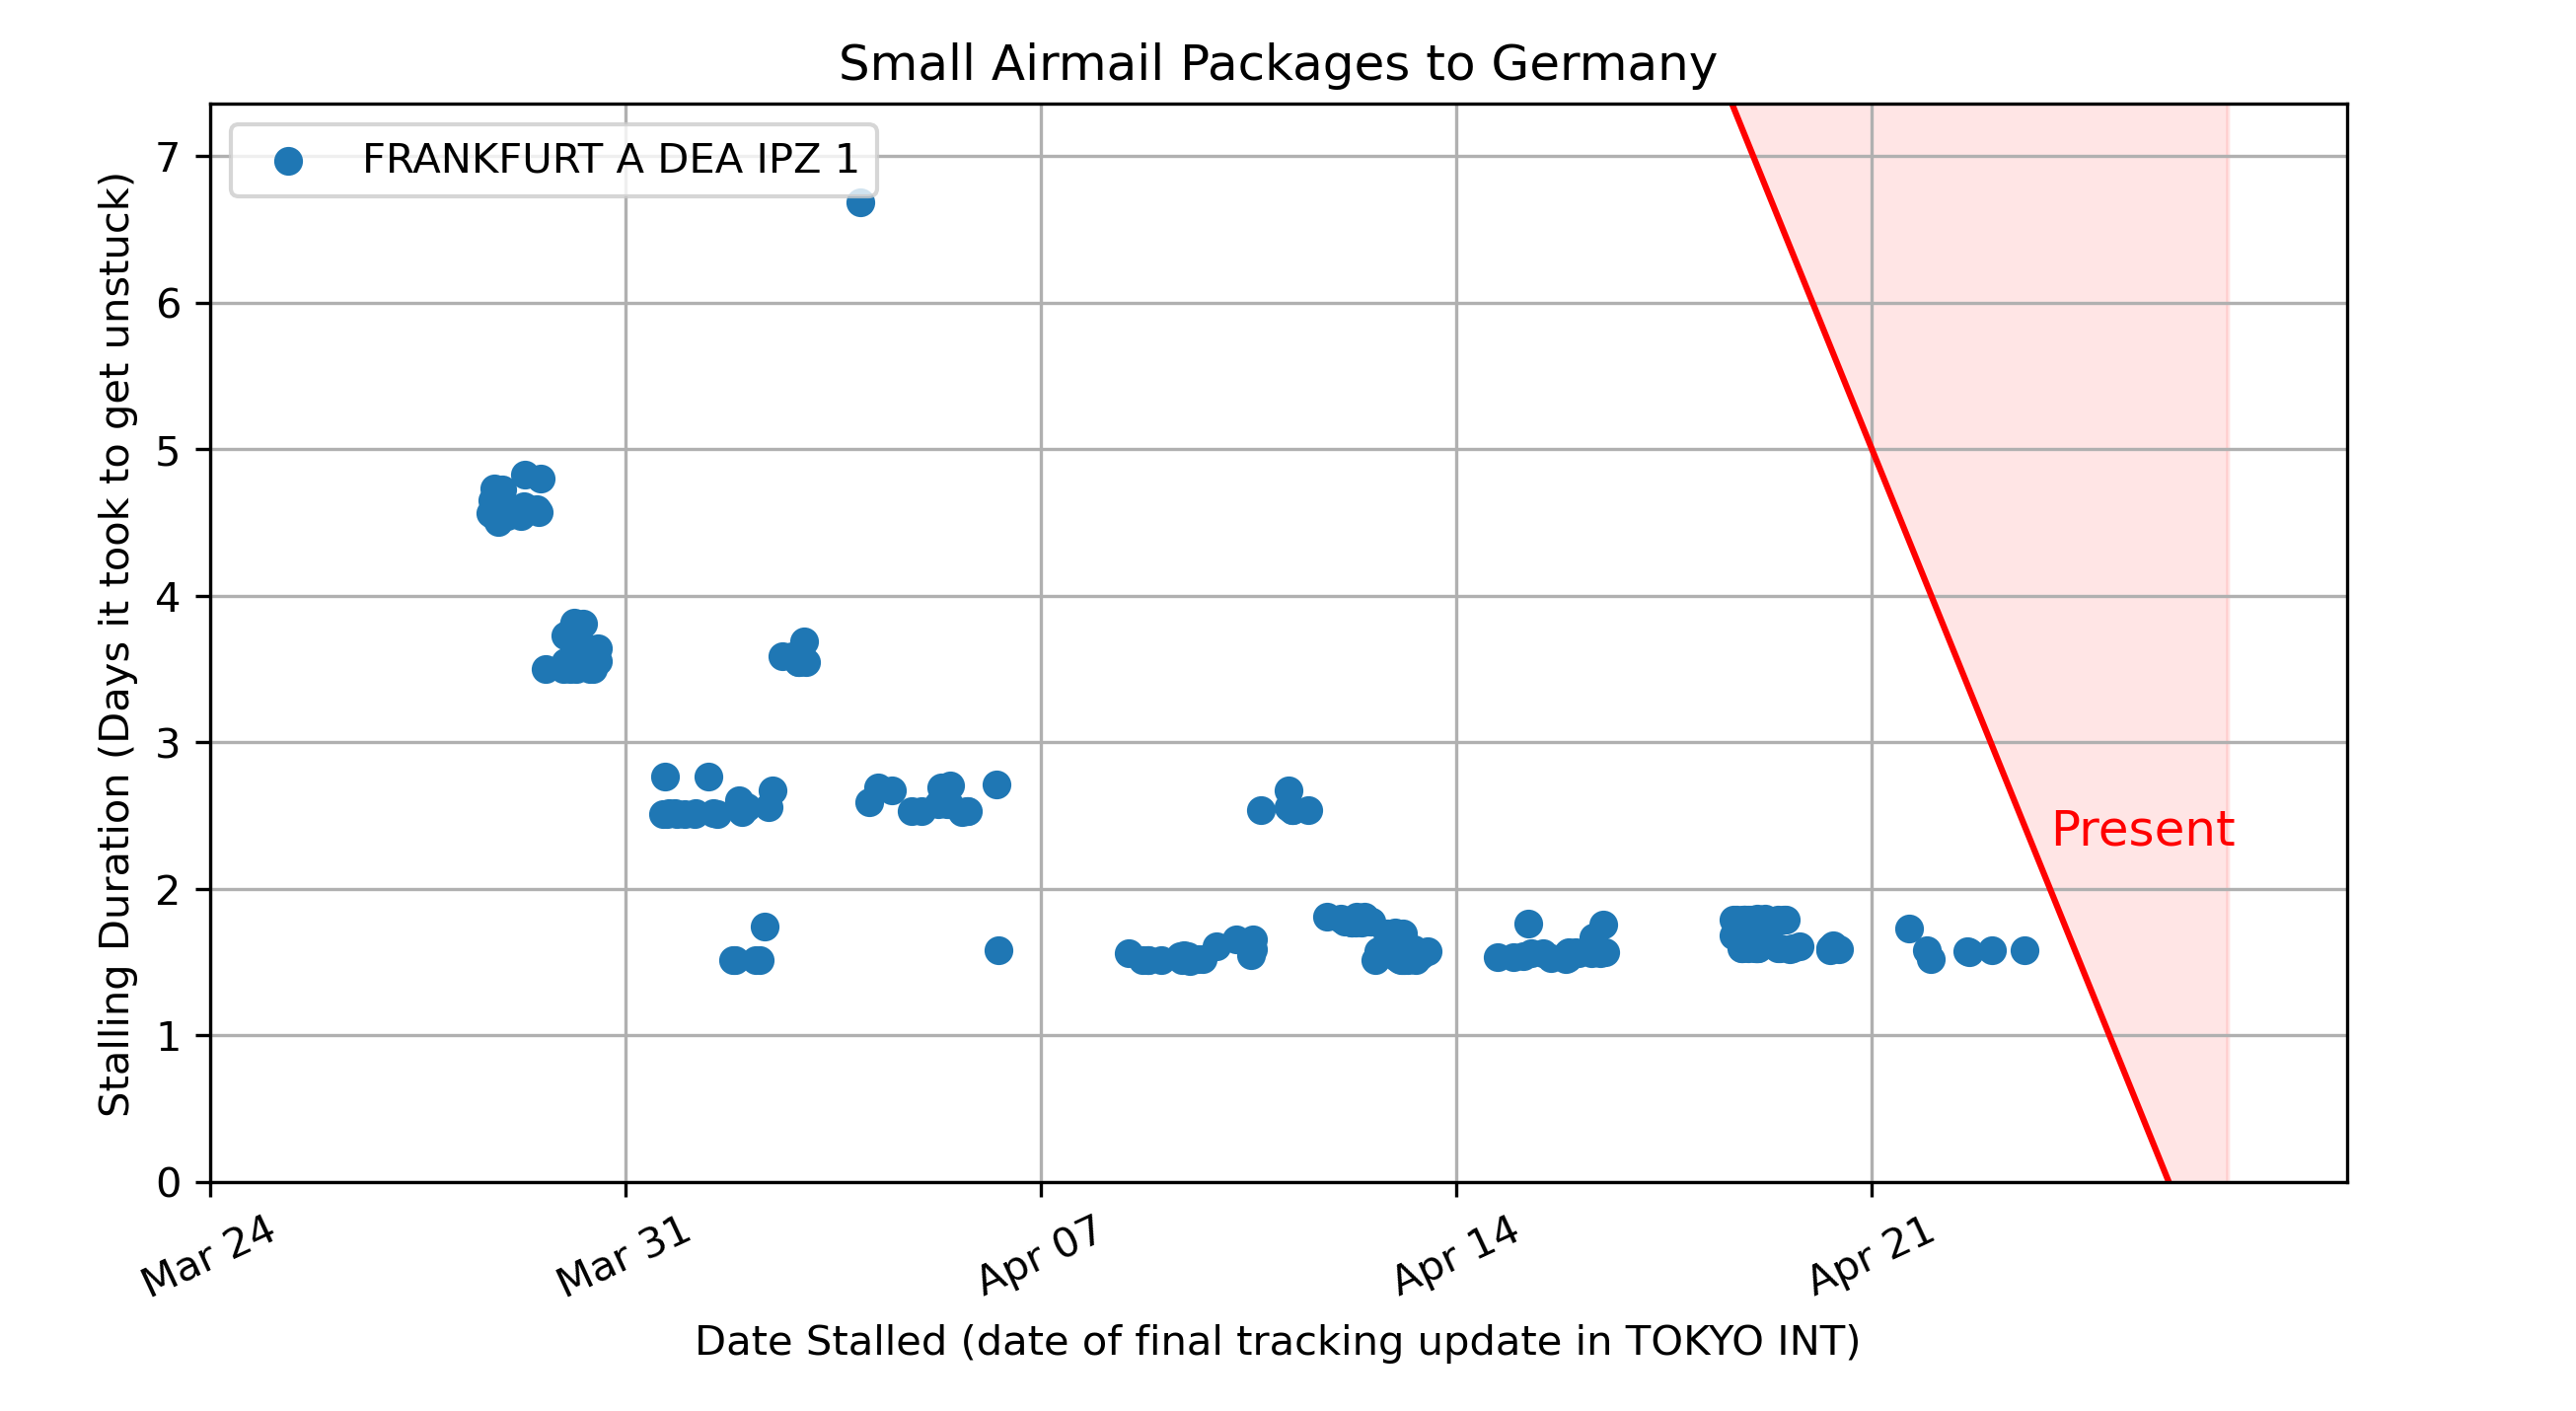 Small Airmail Packages to Germany
FRANKFURT A DEA IPZ 1
Stalling Duration (Days it took to get unstuck)
7
6
5
4
3
2
1
0
Present
Mar 24
Mar 31
Apr 07
Apr 14
Apr 21
Date Stalled (date of final tracking update in TOKYO INT)